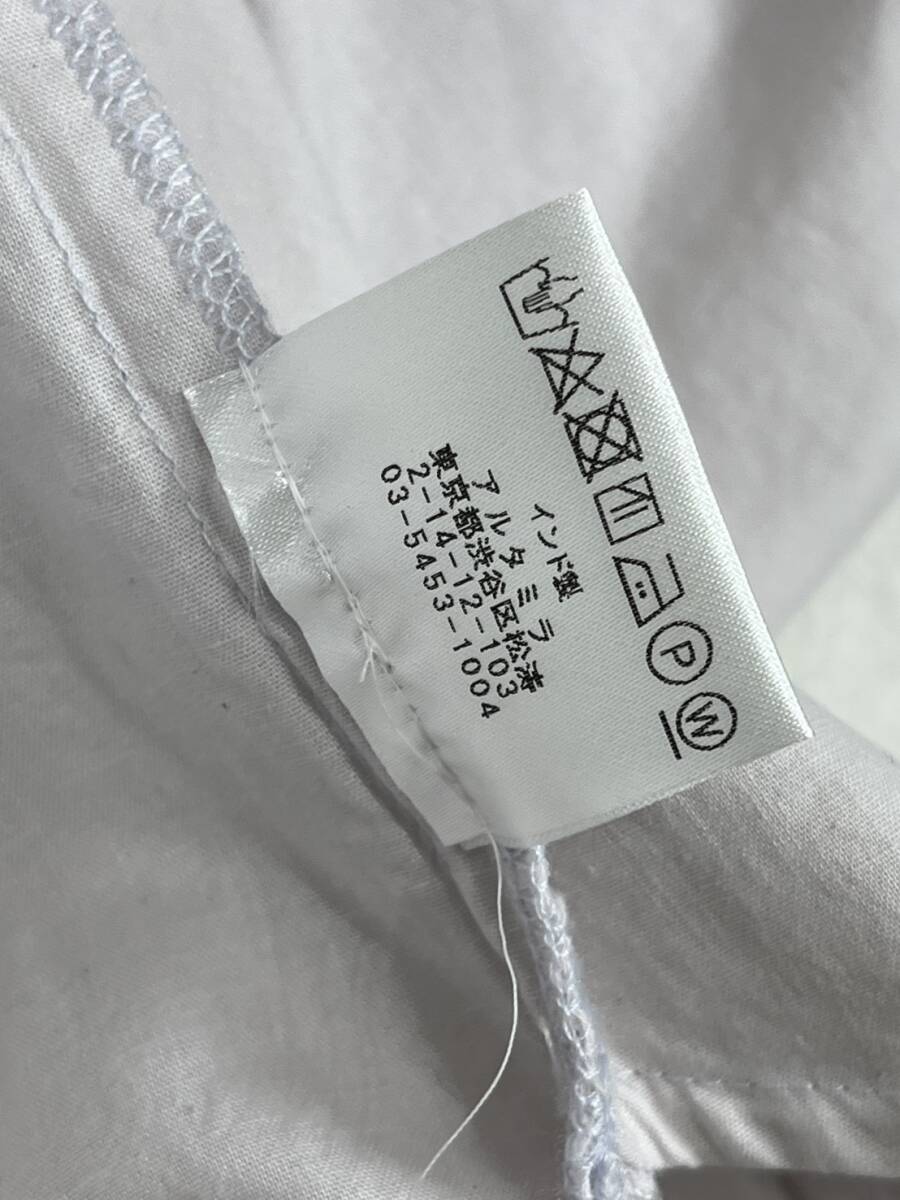 インド製
アルタミラ
東京都渋谷区松涛
2-14-12-103
03-5453-1004
P
W